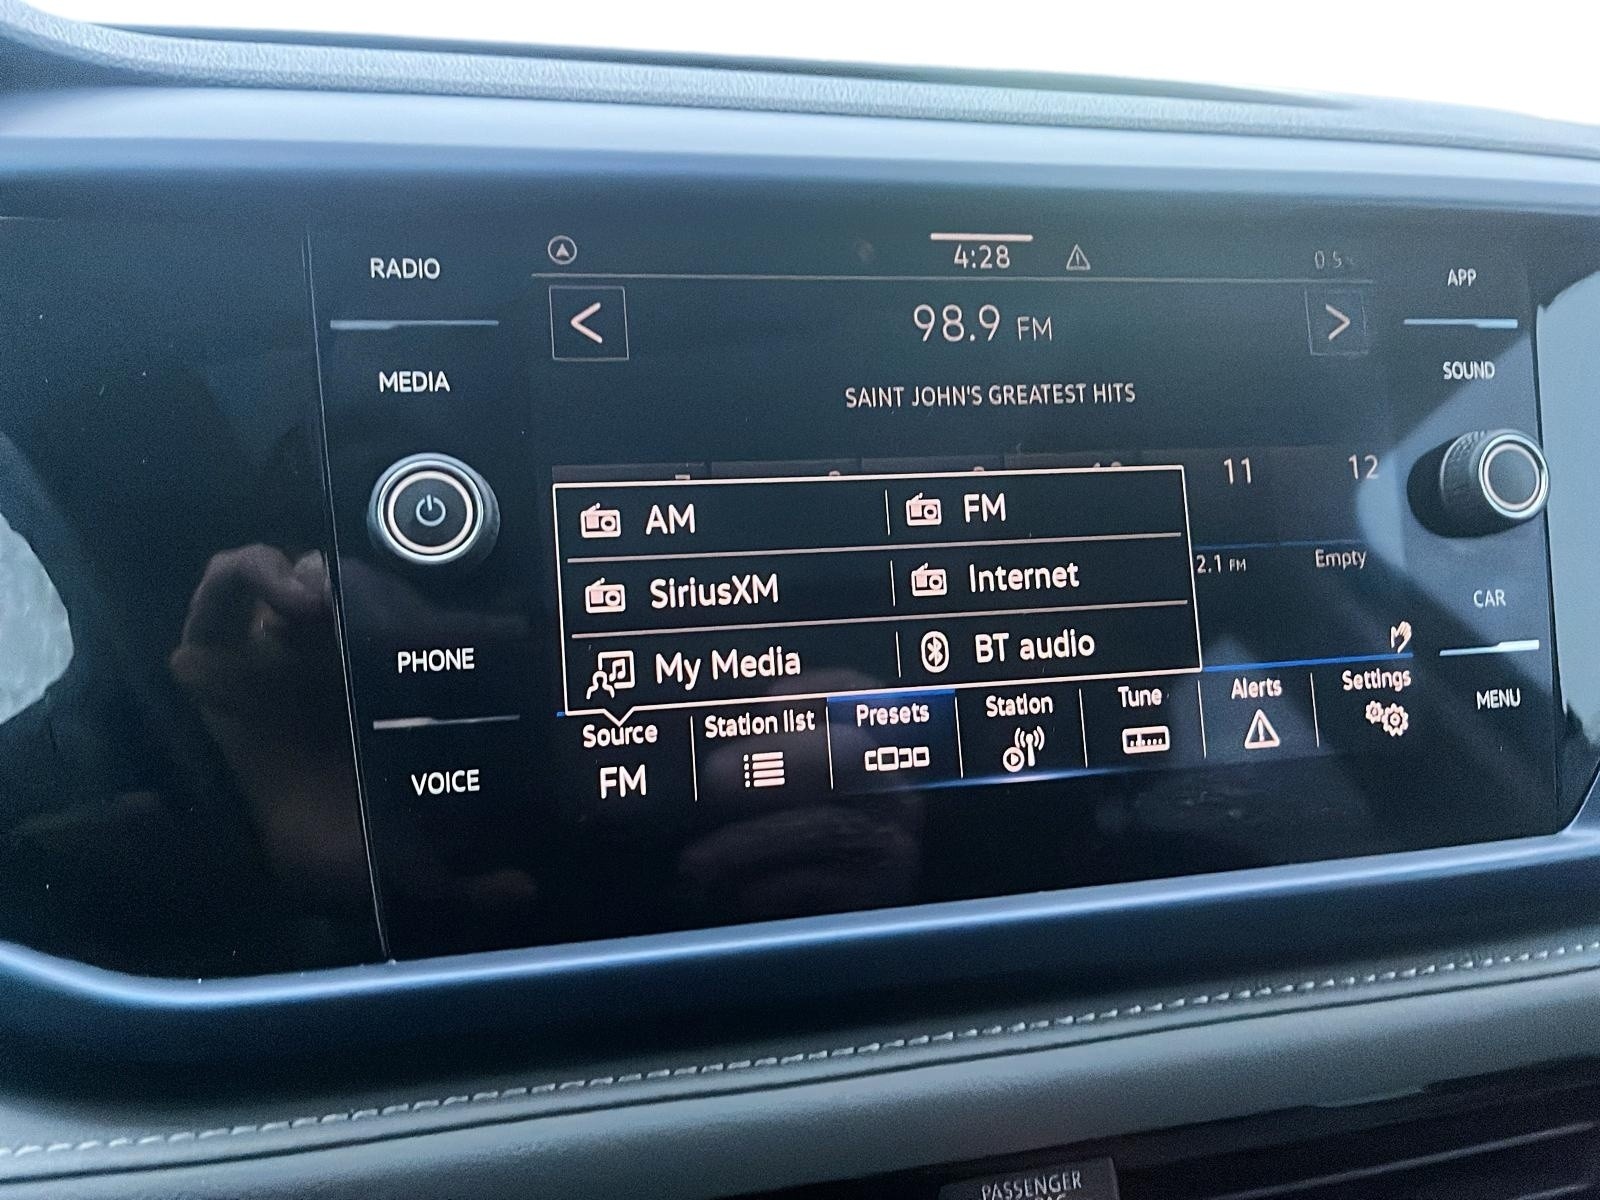 RADIO
MEDIA
PHONE
VOICE
4:28
98.9 FM
SAINT JOHN'S GREATEST HITS
11 12
2.1 FM Empty
AM FM
SiriusXM Internet
My Media BT audio
Source Station list Presets Station Tune Alerts Settings
FM
APP
SOUND
CAR
MENU
PASSENGER